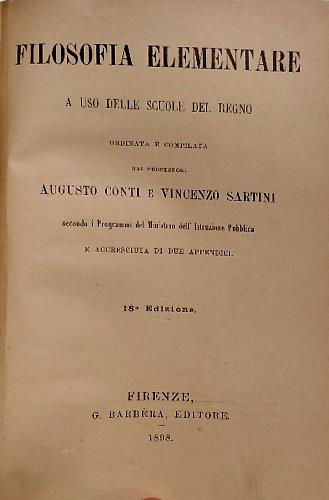 FILOSOFIA ELEMENTARE
A USO DELLE SCUOLE DEL REGNO
ORDINATA E COMPILATA
DAI PROFESSORI
AUGUSTO CONTI E VINCENZO SARTINI
secondo i Programmi del Ministero dell' Istruzione Pubblica
E ACCRESCIUTA DI DUE APPENDICI.
18ª Edizione.
FIRENZE,
G. BARBÈRA, EDITORE.
1898.